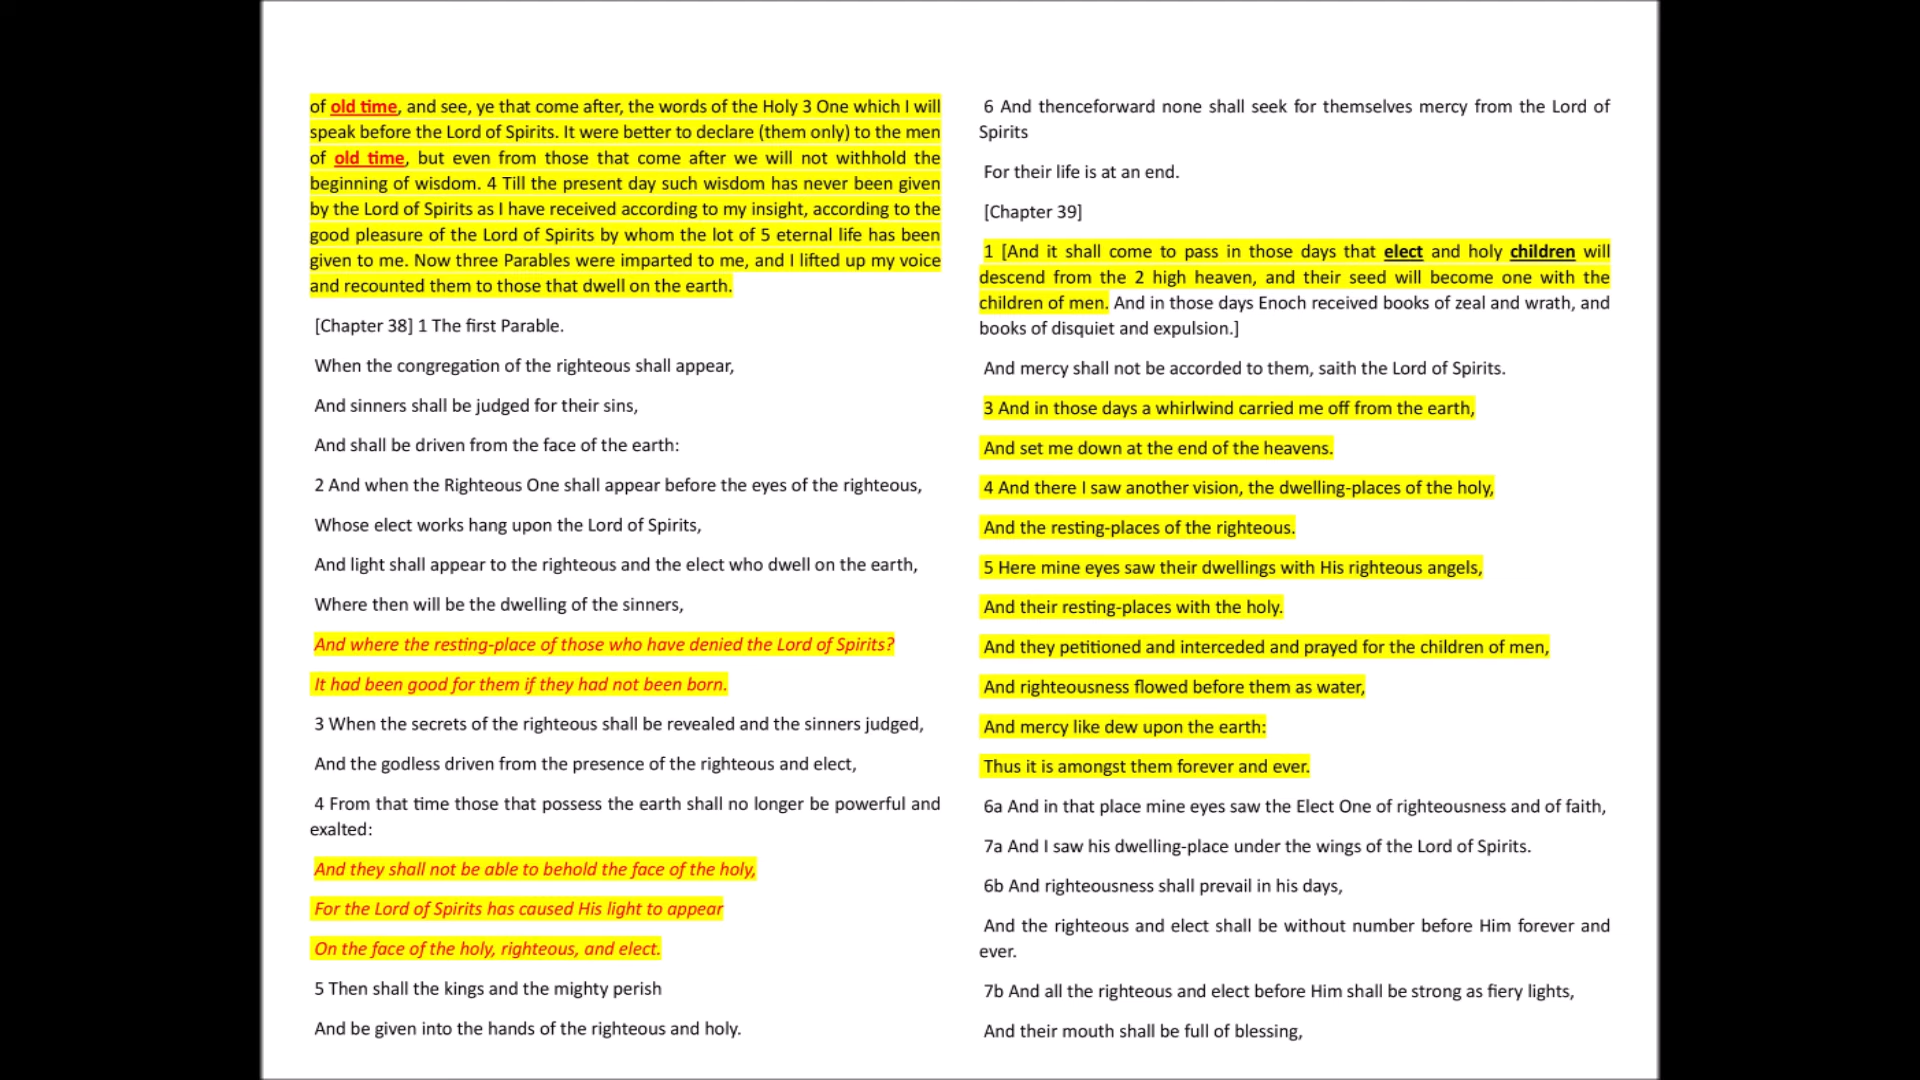 of old time, and see, ye that come after, the words of the Holy 3 One which I will
speak before the Lord of Spirits. It were better to declare (them only) to the men
of old time, but even from those that come after we will not withhold the
beginning of wisdom. 4 Till the present day such wisdom has never been given
by the Lord of Spirits as I have received according to my insight, according to the
good pleasure of the Lord of Spirits by whom the lot of 5 eternal life has been
given to me. Now three Parables were imparted to me, and I lifted up my voice
and recounted them to those that dwell on the earth.
[Chapter 38] 1 The first Parable.
When the congregation of the righteous shall appear,
And sinners shall be judged for their sins,
And shall be driven from the face of the earth:
2 And when the Righteous One shall appear before the eyes of the righteous,
Whose elect works hang upon the Lord of Spirits,
And light shall appear to the righteous and the elect who dwell on the earth,
Where then will be the dwelling of the sinners,
And where the resting-place of those who have denied the Lord of Spirits?
It had been good for them if they had not been born.
3 When the secrets of the righteous shall be revealed and the sinners judged,
And the godless driven from the presence of the righteous and elect,
4 From that time those that possess the earth shall no longer be powerful and
exalted:
And they shall not be able to behold the face of the holy,
For the Lord of Spirits has caused His light to appear
On the face of the holy, righteous, and elect.
5 Then shall the kings and the mighty perish
And be given into the hands of the righteous and holy.
6 And thenceforward none shall seek for themselves mercy from the Lord of
Spirits
For their life is at an end.
[Chapter 39]
1 [And it shall come to pass in those days that elect and holy children will
descend from the 2 high heaven, and their seed will become one with the
children of men. And in those days Enoch received books of zeal and wrath, and
books of disquiet and expulsion.]
And mercy shall not be accorded to them, saith the Lord of Spirits.
3 And in those days a whirlwind carried me off from the earth,
And set me down at the end of the heavens.
4 And there I saw another vision, the dwelling-places of the holy,
And the resting-places of the righteous.
5 Here mine eyes saw their dwellings with His righteous angels,
And their resting-places with the holy.
And they petitioned and interceded and prayed for the children of men,
And righteousness flowed before them as water,
And mercy like dew upon the earth:
Thus it is amongst them forever and ever.
6a And in that place mine eyes saw the Elect One of righteousness and of faith,
7a And I saw his dwelling-place under the wings of the Lord of Spirits.
6b And righteousness shall prevail in his days,
And the righteous and elect shall be without number before Him forever and
ever.
7b And all the righteous and elect before Him shall be strong as fiery lights,
And their mouth shall be full of blessing,